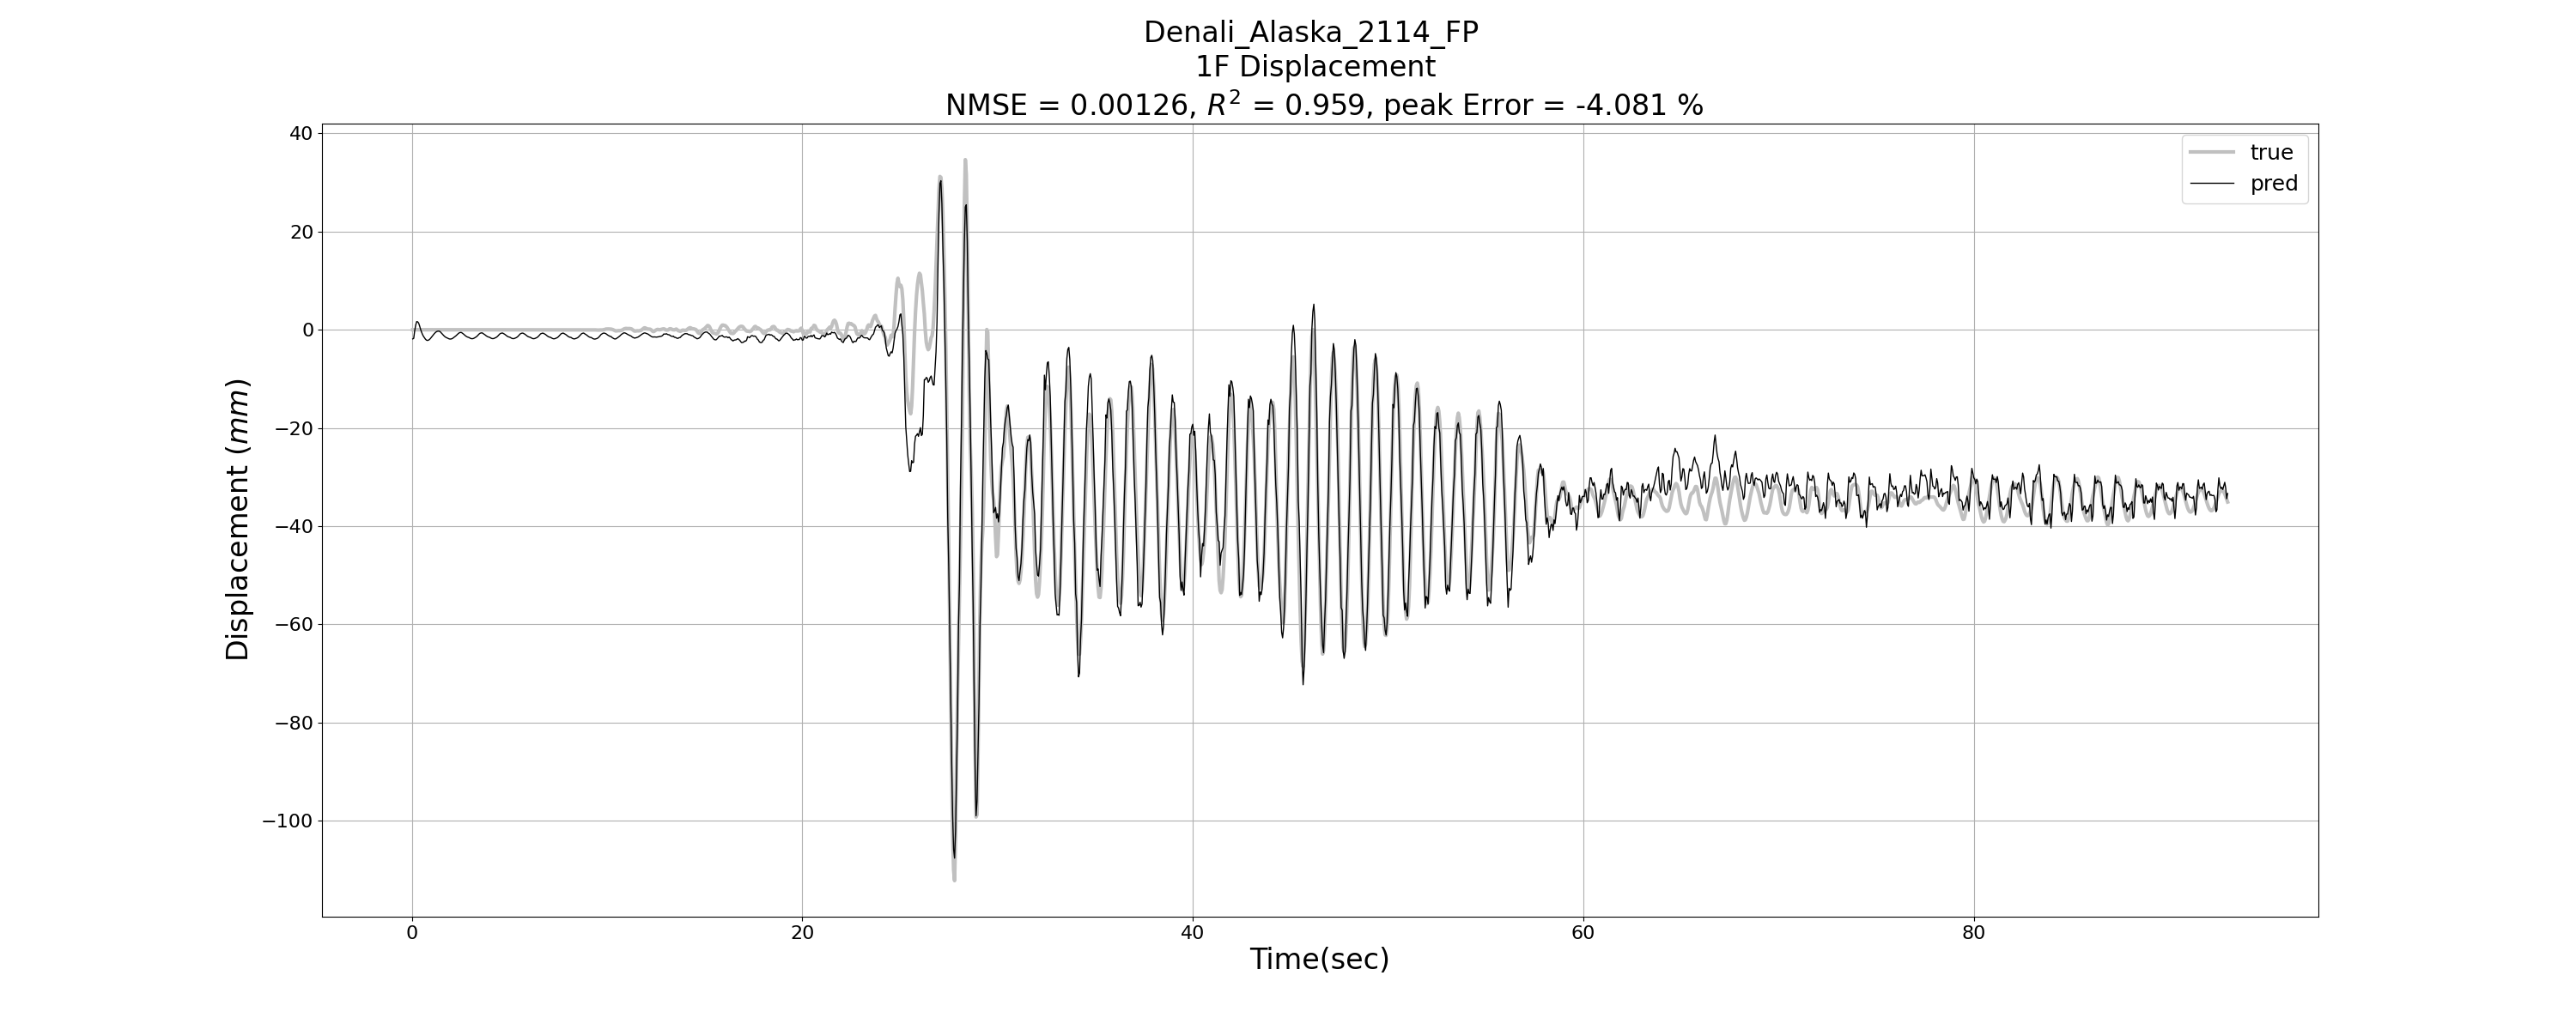 Denali_Alaska_2114_FP
1F Displacement
NMSE = 0.00126, R² = 0.959, peak Error = -4.081 %
true
pred
Displacement (mm)
40
20
0
−20
−40
−60
−80
−100
0 20 40 60 80
Time(sec)